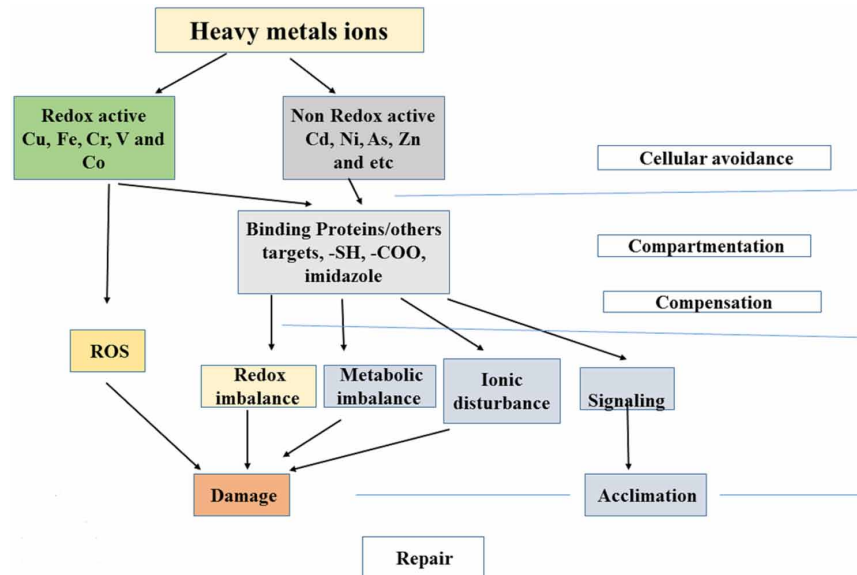 Heavy metals ions
Redox active
Cu, Fe, Cr, V and
Co
Non Redox active
Cd, Ni, As, Zn
and etc
Cellular avoidance
Binding Proteins/others
targets, -SH, -COO,
imidazole
Compartmentation
Compensation
ROS
Redox
imbalance
Metabolic
imbalance
Ionic
disturbance
Signaling
Damage
Acclimation
Repair